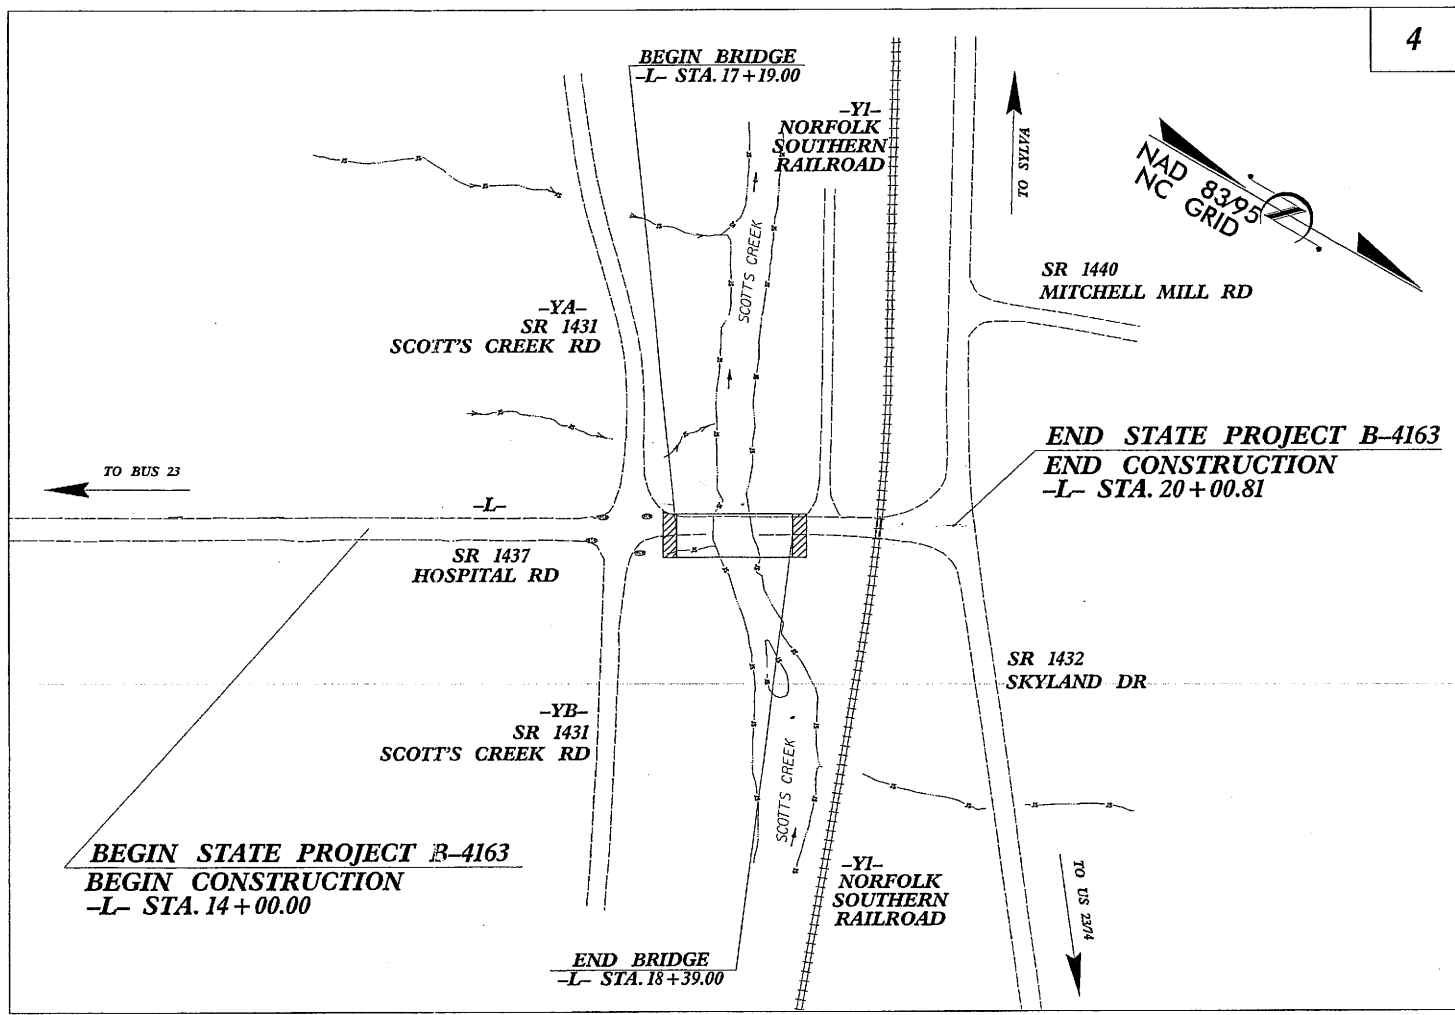 4
BEGIN BRIDGE
-L- STA. 17+19.00
-Y1-
NORFOLK
SOUTHERN
RAILROAD
TO SYLVA
NAD 83/95
NC GRID
SCOTTS CREEK
SR 1440
MITCHELL MILL RD
-YA-
SR 1431
SCOTT'S CREEK RD
END STATE PROJECT B-4163
END CONSTRUCTION
-L- STA. 20+00.81
TO BUS 23
-L-
SR 1437
HOSPITAL RD
SR 1432
SKYLAND DR
-YB-
SR 1431
SCOTT'S CREEK RD
SCOTTS CREEK
BEGIN STATE PROJECT B-4163
BEGIN CONSTRUCTION
-L- STA. 14+00.00
-Y1-
NORFOLK
SOUTHERN
RAILROAD
TO US 23/74
END BRIDGE
-L- STA. 18+39.00